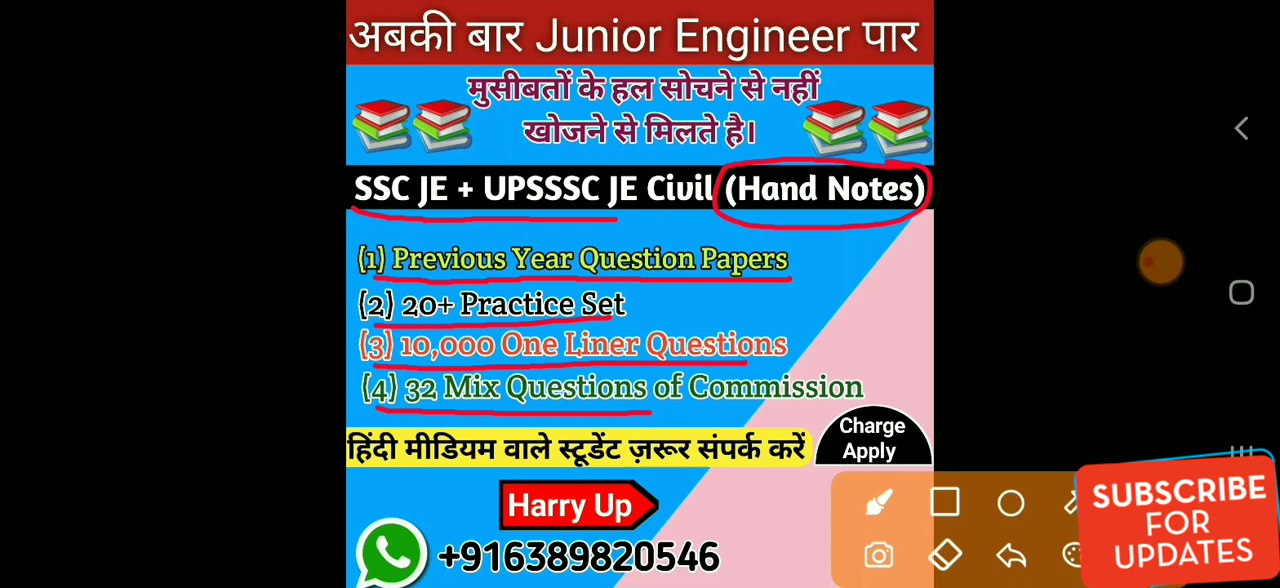 अबकी बार Junior Engineer पार
मुसीबतों के हल सोचने से नहीं
खोजने से मिलते है।
SSC JE + UPSSSC JE Civil (Hand Notes)
(1) Previous Year Question Papers
(2) 20+ Practice Set
(3) 10,000 One Liner Questions
(4) 32 Mix Questions of Commission
हिंदी मीडियम वाले स्टूडेंट ज़रूर संपर्क करें
Charge
Apply
Harry Up
+916389820546
SUBSCRIBE
FOR
UPDATES